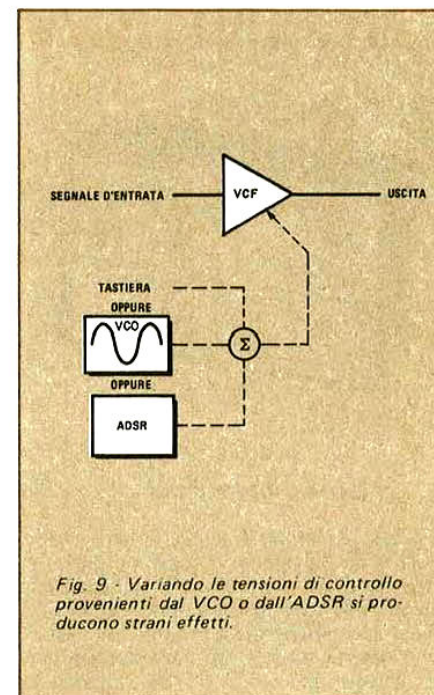 SEGNALE D'ENTRATA
VCF
USCITA
TASTIERA
OPPURE
VCO
Σ
OPPURE
ADSR
Fig. 9 - Variando le tensioni di controllo
provenienti dal VCO o dall'ADSR si pro-
ducono strani effetti.